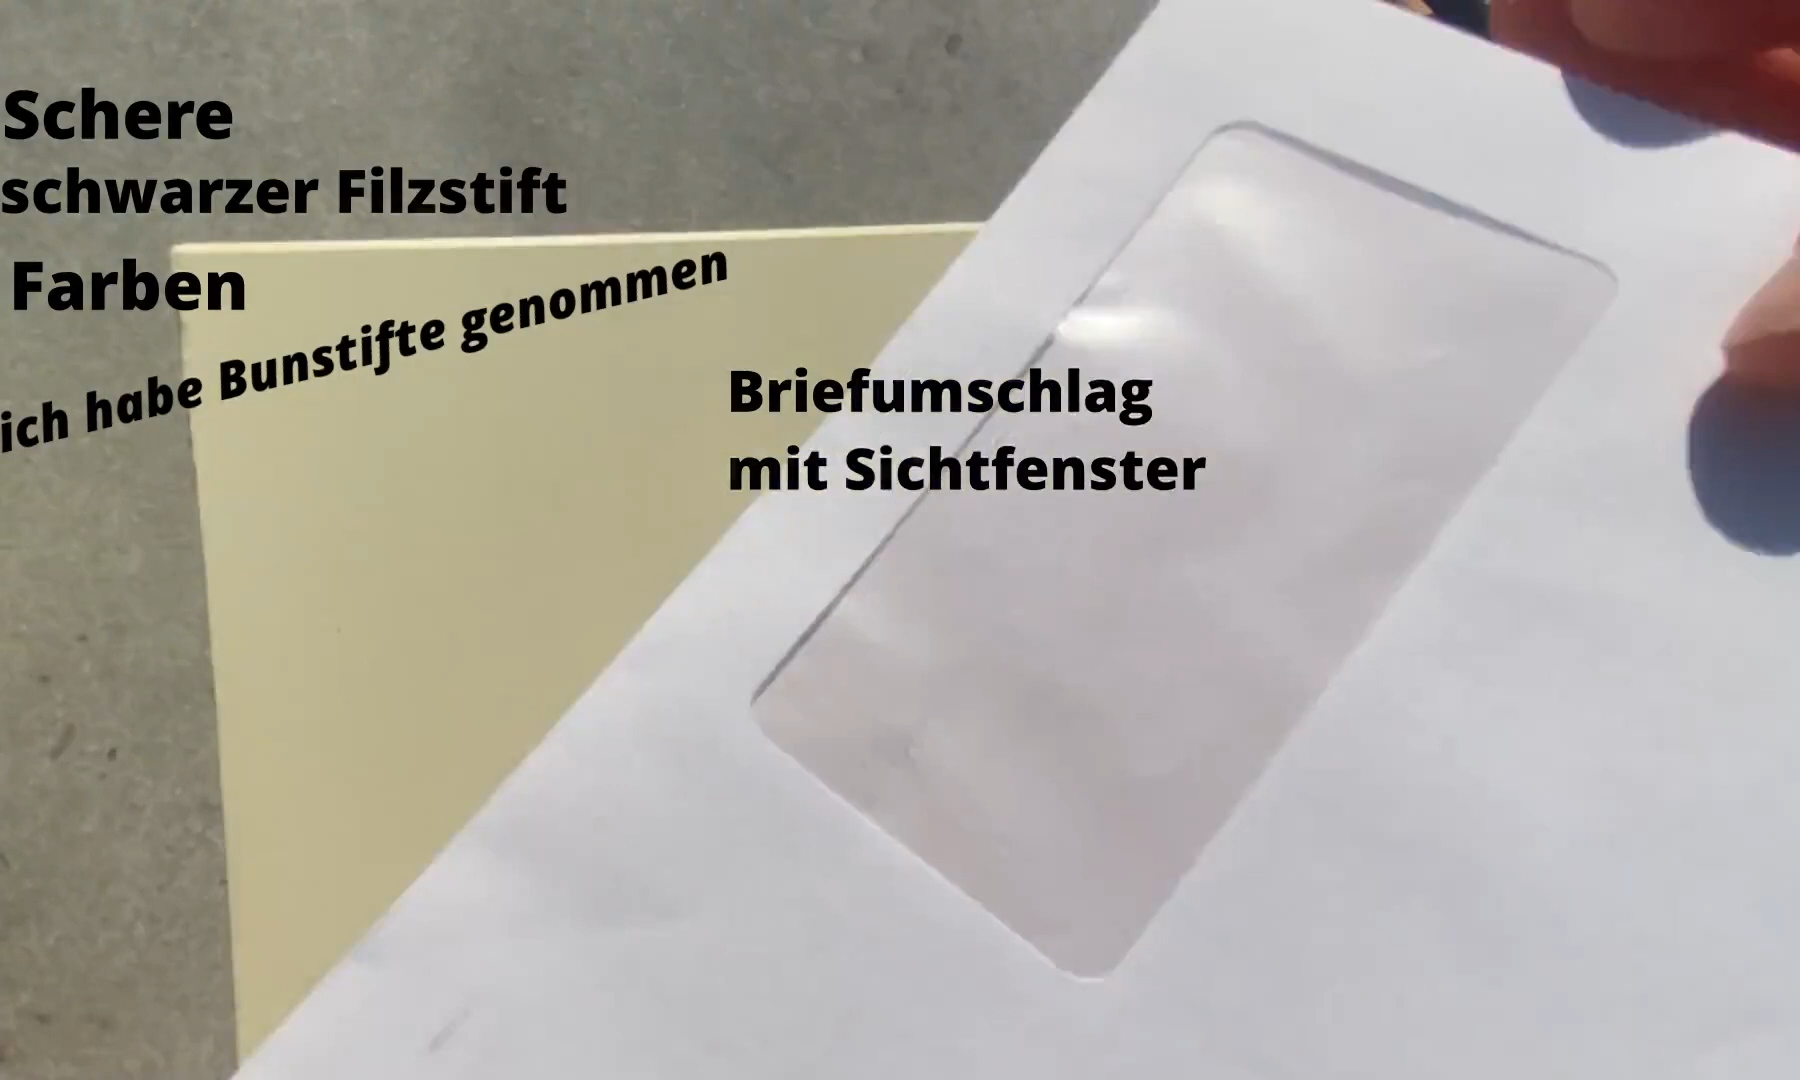 Schere
schwarzer Filzstift
Farben
ich habe Bunstifte genommen
Briefumschlag
mit Sichtfenster